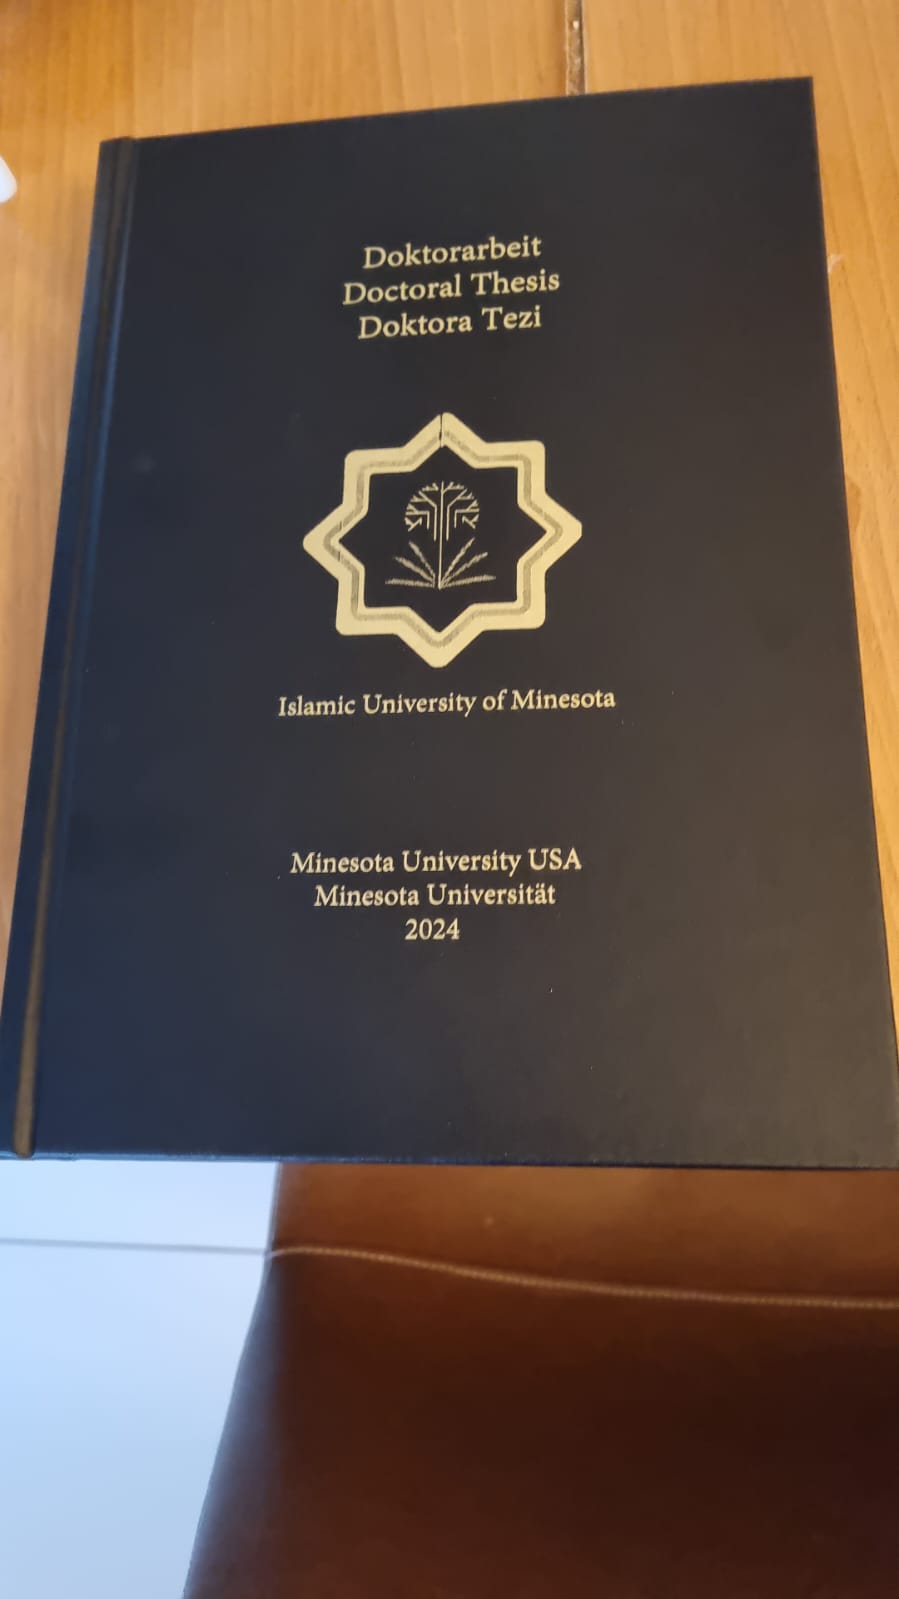 Doktorarbeit
Doctoral Thesis
Doktora Tezi
Islamic University of Minesota
Minesota University USA
Minesota Universität
2024